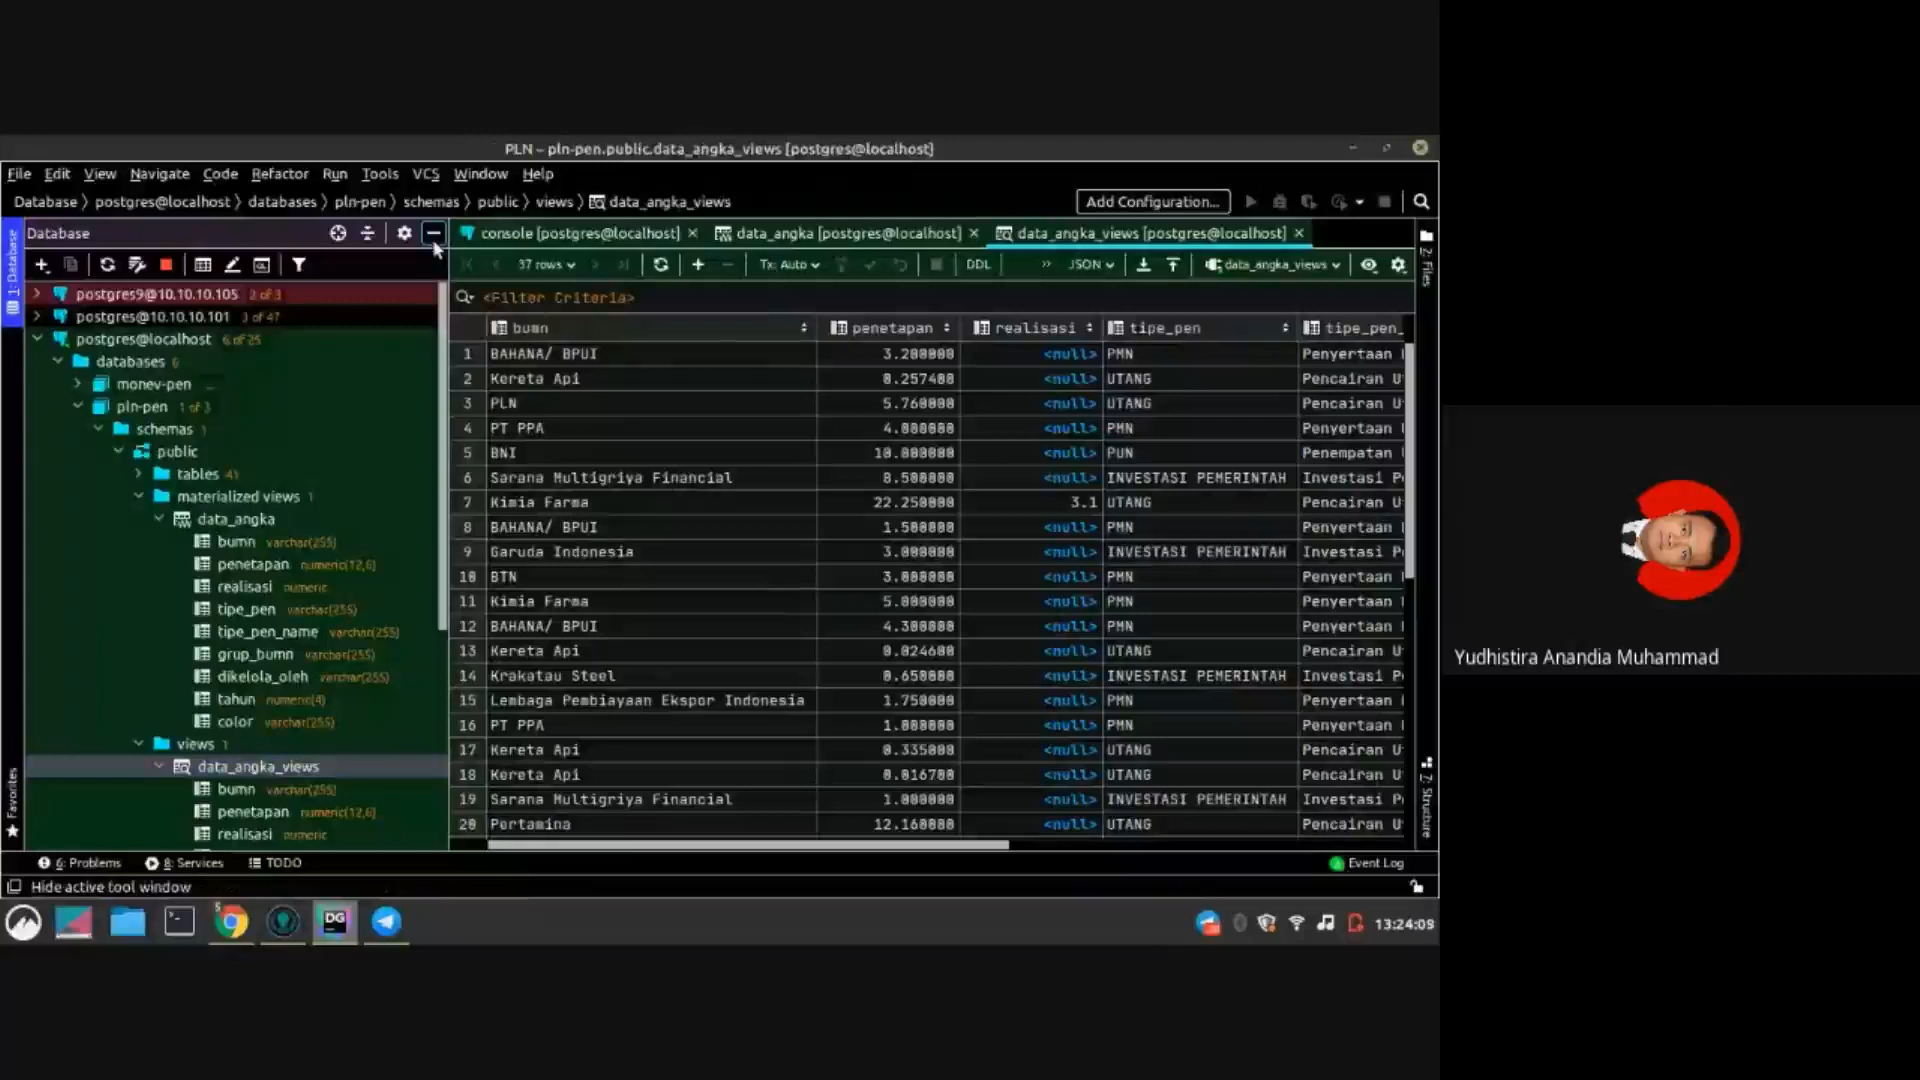 PLN – pln-pen.public.data_angka_views [postgres@localhost]
File Edit View Navigate Code Refactor Run Tools VCS Window Help
Database postgres@localhost databases pln-pen schemas public views data_angka_views
Add Configuration...
1: Database
Database
console [postgres@localhost]
data_angka [postgres@localhost]
data_angka_views [postgres@localhost]
37 rows Tx: Auto DDL JSON data_angka_views
2: Files
<Filter Criteria>
postgres9@10.10.10.105 2 of 3
postgres@10.10.10.101 3 of 47
postgres@localhost 6 of 25
databases 6
monev-pen ...
pln-pen 1 of 3
schemas 1
public
tables 41
materialized views 1
data_angka
bumn varchar(255)
penetapan numeric(12,6)
realisasi numeric
tipe_pen varchar(255)
tipe_pen_name varchar(255)
grup_bumn varchar(255)
dikelola_oleh varchar(255)
tahun numeric(4)
color varchar(255)
views 1
data_angka_views
bumn varchar(255)
penetapan numeric(12,6)
realisasi numeric
bumn penetapan realisasi tipe_pen tipe_pen_
1 BAHANA/ BPUI 3.200000 <null> PMN Penyertaan
2 Kereta Api 0.257400 <null> UTANG Pencairan U
3 PLN 5.760000 <null> UTANG Pencairan U
4 PT PPA 4.000000 <null> PMN Penyertaan
5 BNI 10.000000 <null> PUN Penempatan
6 Sarana Multigriya Financial 8.500000 <null> INVESTASI PEMERINTAH Investasi P
7 Kimia Farma 22.250000 3.1 UTANG Pencairan U
8 BAHANA/ BPUI 1.500000 <null> PMN Penyertaan
9 Garuda Indonesia 3.000000 <null> INVESTASI PEMERINTAH Investasi P
10 BTN 3.000000 <null> PMN Penyertaan
11 Kimia Farma 5.000000 <null> PMN Penyertaan
12 BAHANA/ BPUI 4.300000 <null> PMN Penyertaan
13 Kereta Api 0.024600 <null> UTANG Pencairan U
14 Krakatau Steel 0.650000 <null> INVESTASI PEMERINTAH Investasi P
15 Lembaga Pembiayaan Ekspor Indonesia 1.750000 <null> PMN Penyertaan
16 PT PPA 1.000000 <null> PMN Penyertaan
17 Kereta Api 0.335000 <null> UTANG Pencairan U
18 Kereta Api 0.016700 <null> UTANG Pencairan U
19 Sarana Multigriya Financial 1.000000 <null> INVESTASI PEMERINTAH Investasi P
20 Pertamina 12.160000 <null> UTANG Pencairan U
Favorites
7: Structure
6: Problems 8: Services TODO
Event Log
Hide active tool window
5
DG
13:24:09
Yudhistira Anandia Muhammad